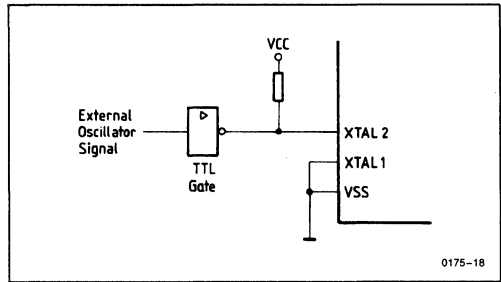 VCC
External
Oscillator
Signal
TTL
Gate
XTAL 2
XTAL 1
VSS
0175-18